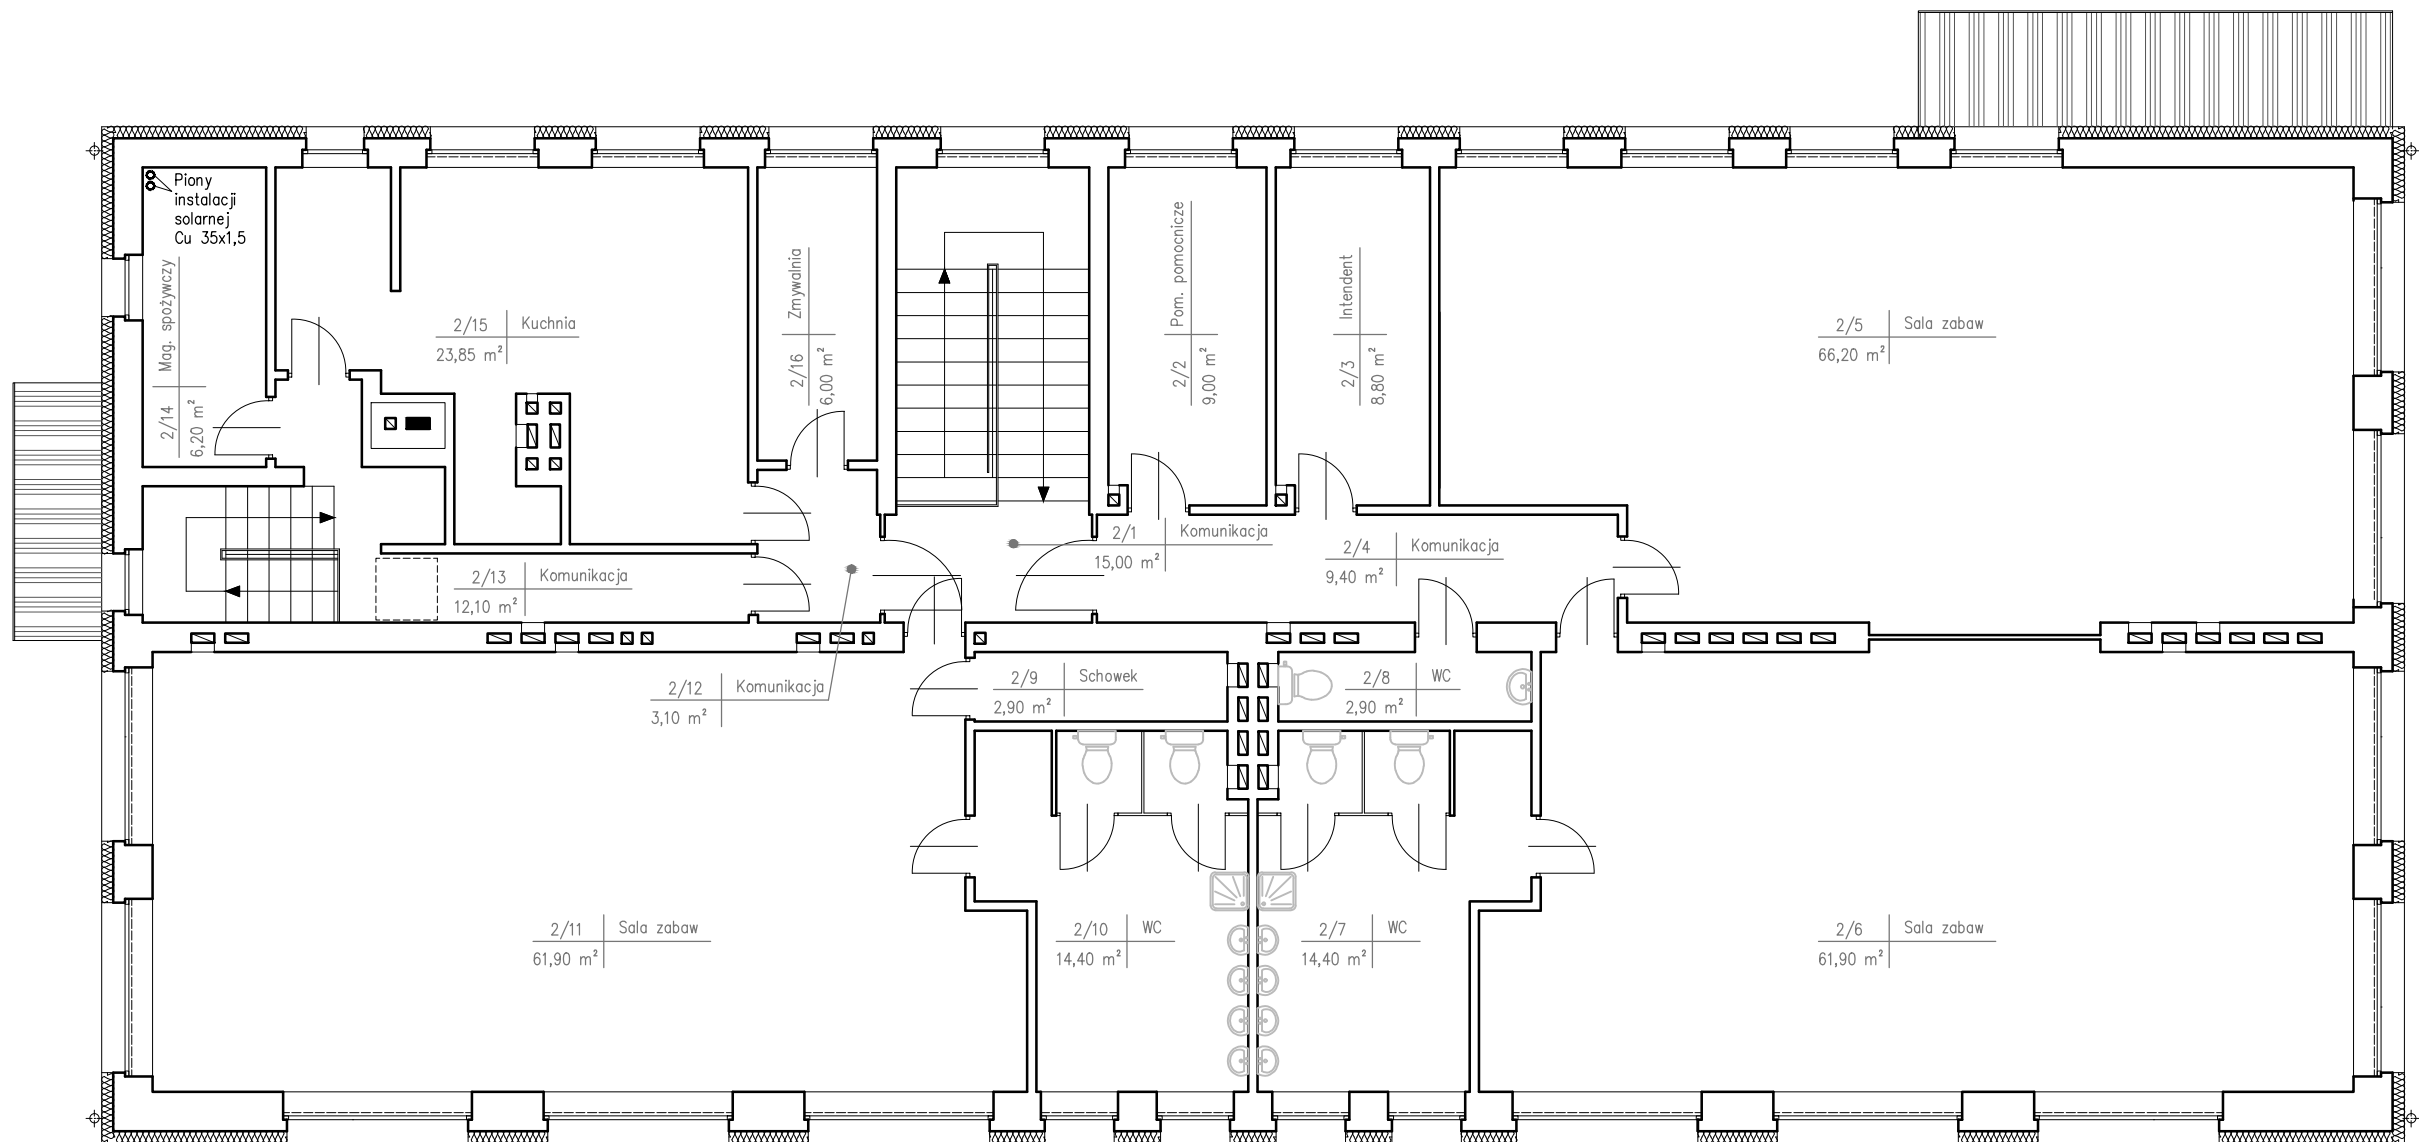 Piony
instalacji
solarnej
Cu 35x1,5
2/14 Mag. spożywczy
6,20 m²
2/15 Kuchnia
23,85 m²
2/16 Zmywalnia
6,00 m²
2/2 Pom. pomocnicze
9,00 m²
2/3 Intendent
8,80 m²
2/5 Sala zabaw
66,20 m²
2/1 Komunikacja
15,00 m²
2/4 Komunikacja
9,40 m²
2/13 Komunikacja
12,10 m²
2/12 Komunikacja
3,10 m²
2/9 Schowek
2,90 m²
2/8 WC
2,90 m²
2/11 Sala zabaw
61,90 m²
2/10 WC
14,40 m²
2/7 WC
14,40 m²
2/6 Sala zabaw
61,90 m²